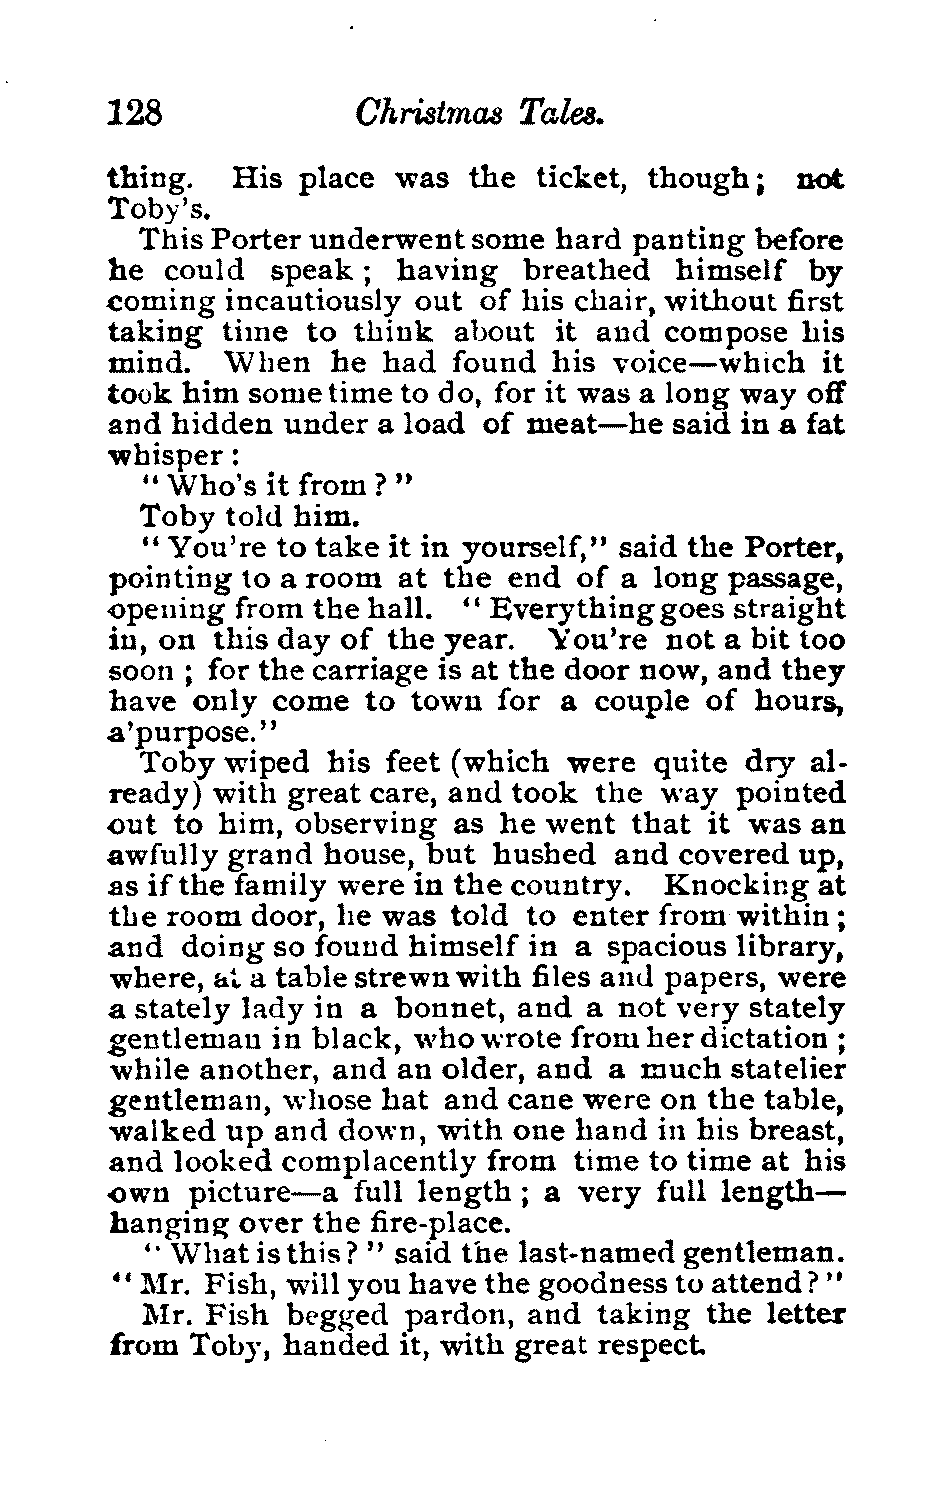 128 Christmas Tales.
thing. His place was the ticket, though; not
Toby's.
This Porter underwent some hard panting before
he could speak; having breathed himself by
coming incautiously out of his chair, without first
taking time to think about it and compose his
mind. When he had found his voice—which it
took him some time to do, for it was a long way off
and hidden under a load of meat—he said in a fat
whisper:
"Who's it from?"
Toby told him.
"You're to take it in yourself," said the Porter,
pointing to a room at the end of a long passage,
opening from the hall. "Everything goes straight
in, on this day of the year. You're not a bit too
soon; for the carriage is at the door now, and they
have only come to town for a couple of hours,
a'purpose."
Toby wiped his feet (which were quite dry al-
ready) with great care, and took the way pointed
out to him, observing as he went that it was an
awfully grand house, but hushed and covered up,
as if the family were in the country. Knocking at
the room door, he was told to enter from within;
and doing so found himself in a spacious library,
where, at a table strewn with files and papers, were
a stately lady in a bonnet, and a not very stately
gentleman in black, who wrote from her dictation;
while another, and an older, and a much statelier
gentleman, whose hat and cane were on the table,
walked up and down, with one hand in his breast,
and looked complacently from time to time at his
own picture—a full length; a very full length—
hanging over the fire-place.
"What is this?" said the last-named gentleman.
"Mr. Fish, will you have the goodness to attend?"
Mr. Fish begged pardon, and taking the letter
from Toby, handed it, with great respect.